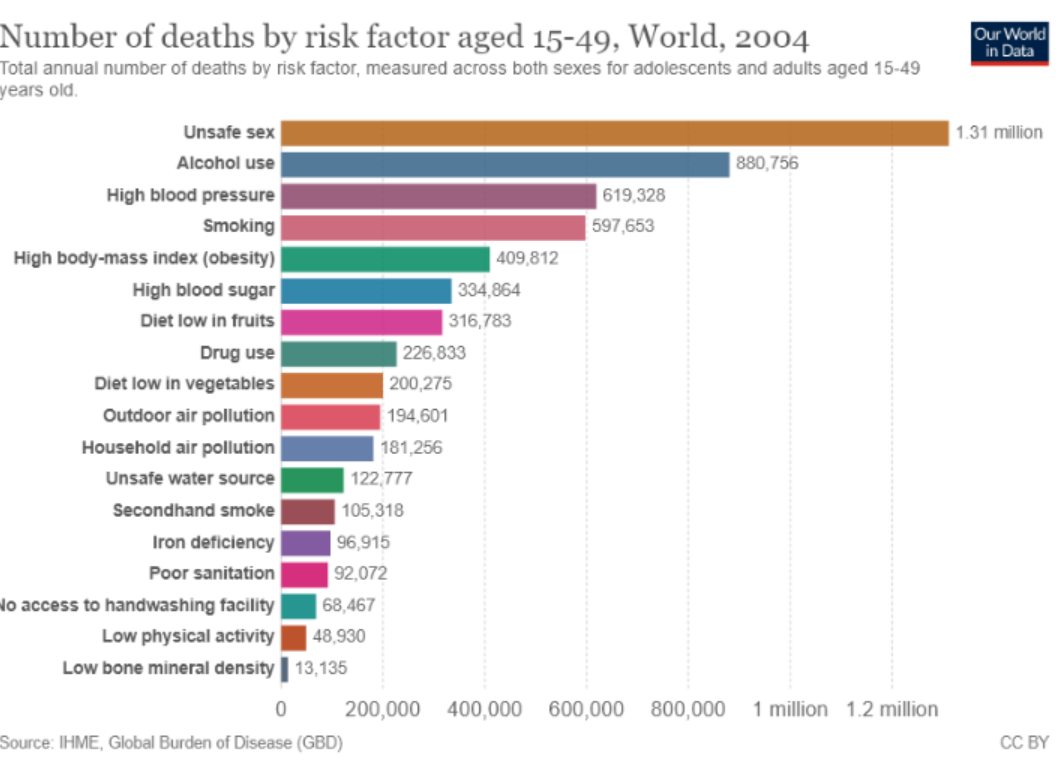 Number of deaths by risk factor aged 15-49, World, 2004
Our World
in Data
Total annual number of deaths by risk factor, measured across both sexes for adolescents and adults aged 15-49
years old.
Unsafe sex 1.31 million
Alcohol use 880,756
High blood pressure 619,328
Smoking 597,653
High body-mass index (obesity) 409,812
High blood sugar 334,864
Diet low in fruits 316,783
Drug use 226,833
Diet low in vegetables 200,275
Outdoor air pollution 194,601
Household air pollution 181,256
Unsafe water source 122,777
Secondhand smoke 105,318
Iron deficiency 96,915
Poor sanitation 92,072
No access to handwashing facility 68,467
Low physical activity 48,930
Low bone mineral density 13,135
0 200,000 400,000 600,000 800,000 1 million 1.2 million
Source: IHME, Global Burden of Disease (GBD) CC BY